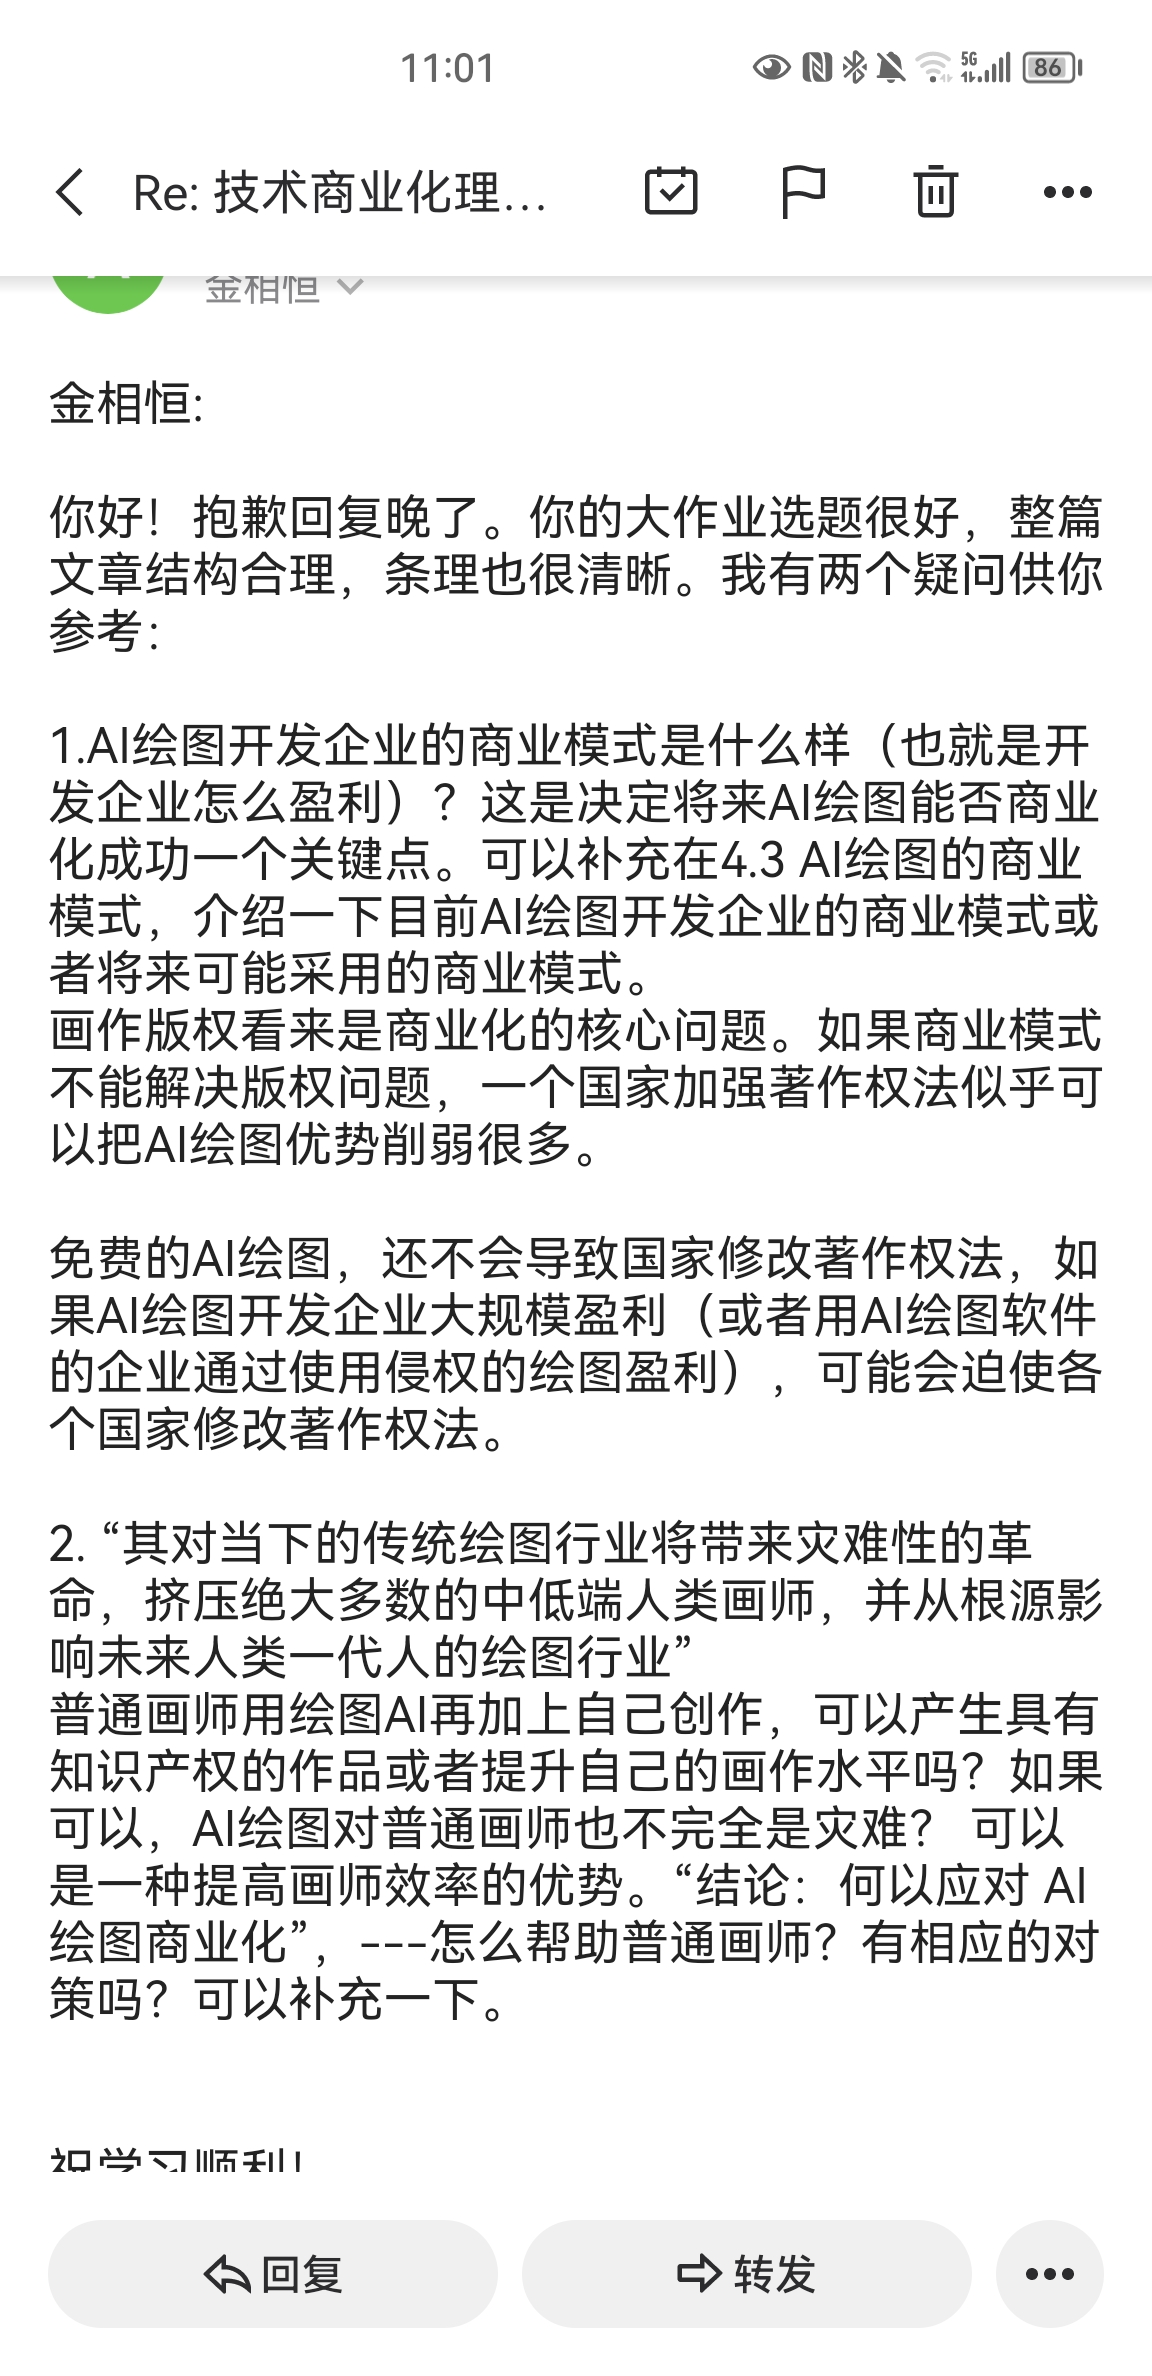 11:01
5G
86
Re: 技术商业化理...
金相恒
金相恒:
你好！抱歉回复晚了。你的大作业选题很好，整篇
文章结构合理，条理也很清晰。我有两个疑问供你
参考：
1.AI绘图开发企业的商业模式是什么样（也就是开
发企业怎么盈利）？这是决定将来AI绘图能否商业
化成功一个关键点。可以补充在4.3 AI绘图的商业
模式，介绍一下目前AI绘图开发企业的商业模式或
者将来可能采用的商业模式。
画作版权看来是商业化的核心问题。如果商业模式
不能解决版权问题，一个国家加强著作权法似乎可
以把AI绘图优势削弱很多。
免费的AI绘图，还不会导致国家修改著作权法，如
果AI绘图开发企业大规模盈利（或者用AI绘图软件
的企业通过使用侵权的绘图盈利），可能会迫使各
个国家修改著作权法。
2. “其对当下的传统绘图行业将带来灾难性的革
命，挤压绝大多数的中低端人类画师，并从根源影
响未来人类一代人的绘图行业”
普通画师用绘图AI再加上自己创作，可以产生具有
知识产权的作品或者提升自己的画作水平吗？如果
可以，AI绘图对普通画师也不完全是灾难？ 可以
是一种提高画师效率的优势。“结论：何以应对 AI
绘图商业化”，---怎么帮助普通画师？有相应的对
策吗？可以补充一下。
祝学习顺利！
回复
转发